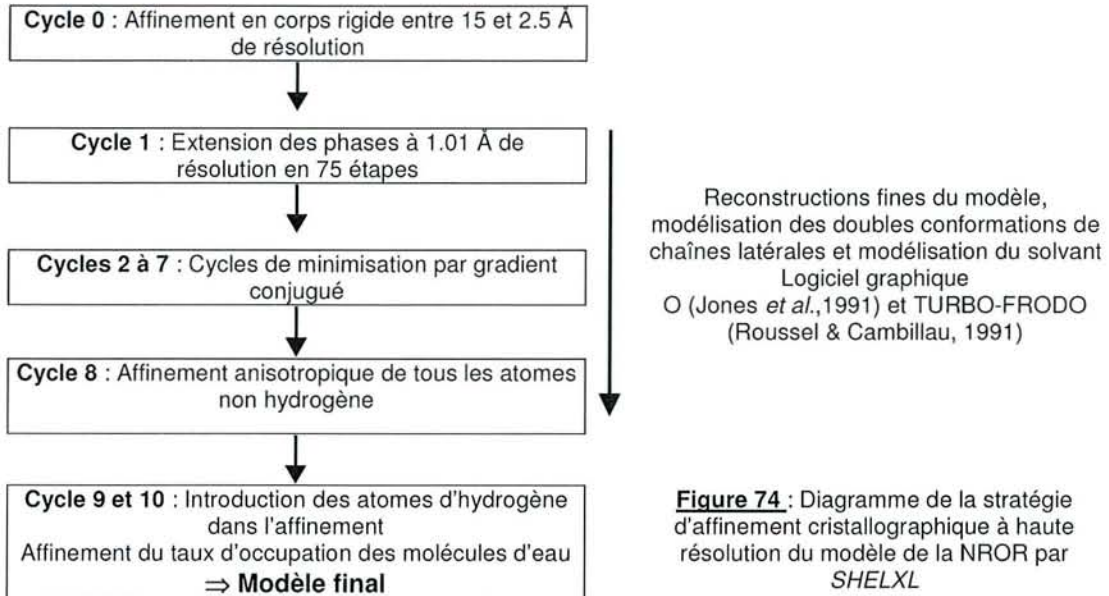 Cycle 0 : Affinement en corps rigide entre 15 et 2.5 Å
de résolution
Cycle 1 : Extension des phases à 1.01 Å de
résolution en 75 étapes
Cycles 2 à 7 : Cycles de minimisation par gradient
conjugué
Cycle 8 : Affinement anisotropique de tous les atomes
non hydrogène
Cycle 9 et 10 : Introduction des atomes d'hydrogène
dans l'affinement
Affinement du taux d'occupation des molécules d'eau
⇒ Modèle final
Reconstructions fines du modèle,
modélisation des doubles conformations de
chaînes latérales et modélisation du solvant
Logiciel graphique
O (Jones et al.,1991) et TURBO-FRODO
(Roussel & Cambillau, 1991)
Figure 74 : Diagramme de la stratégie
d'affinement cristallographique à haute
résolution du modèle de la NROR par
SHELXL